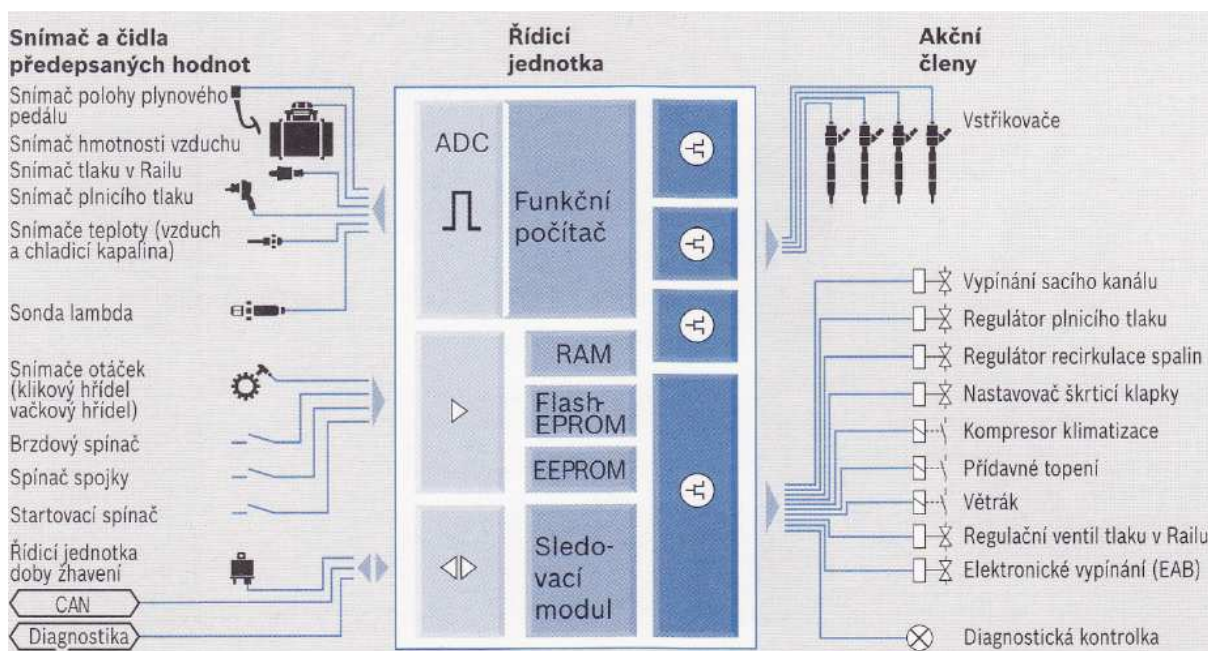 Snímač a čidla
předepsaných hodnot
Snímač polohy plynového
pedálu
Snímač hmotnosti vzduchu
Snímač tlaku v Railu
Snímač plnicího tlaku
Snímače teploty (vzduch
a chladicí kapalina)
Sonda lambda
Snímače otáček
(klikový hřídel
vačkový hřídel)
Brzdový spínač
Spínač spojky
Startovací spínač
Řídicí jednotka
doby žhavení
CAN
Diagnostika
Řídicí
jednotka
ADC
Funkční
počítač
RAM
Flash-
EPROM
EEPROM
Sledo-
vací
modul
Akční
členy
Vstřikovače
Vypínání sacího kanálu
Regulátor plnicího tlaku
Regulátor recirkulace spalin
Nastavovač škrticí klapky
Kompresor klimatizace
Přídavné topení
Větrák
Regulační ventil tlaku v Railu
Elektronické vypínání (EAB)
Diagnostická kontrolka